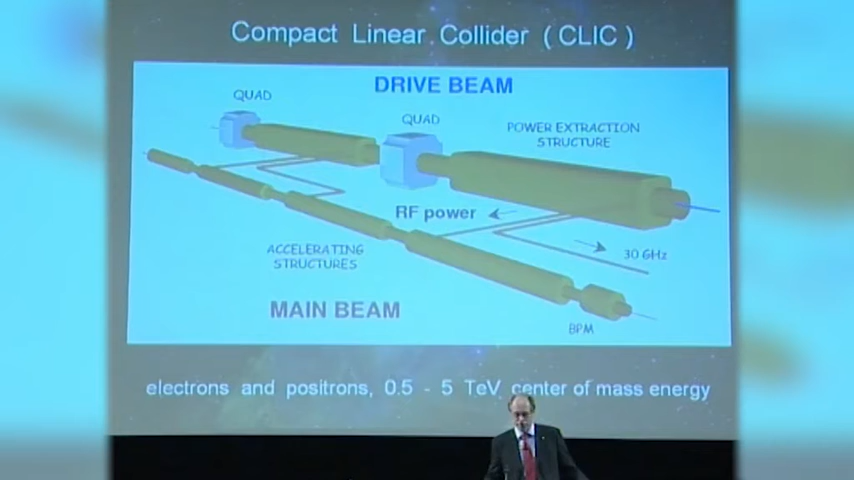 Compact Linear Collider ( CLIC )
DRIVE BEAM
QUAD
QUAD
POWER EXTRACTION
STRUCTURE
RF power
30 GHz
ACCELERATING
STRUCTURES
MAIN BEAM
BPM
electrons and positrons, 0.5 - 5 TeV center of mass energy